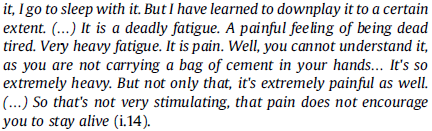 it, I go to sleep with it. But I have learned to downplay it to a certain
extent. (…) It is a deadly fatigue. A painful feeling of being dead
tired. Very heavy fatigue. It is pain. Well, you cannot understand it,
as you are not carrying a bag of cement in your hands… It's so
extremely heavy. But not only that, it's extremely painful as well.
(…) So that's not very stimulating, that pain does not encourage
you to stay alive (i.14).